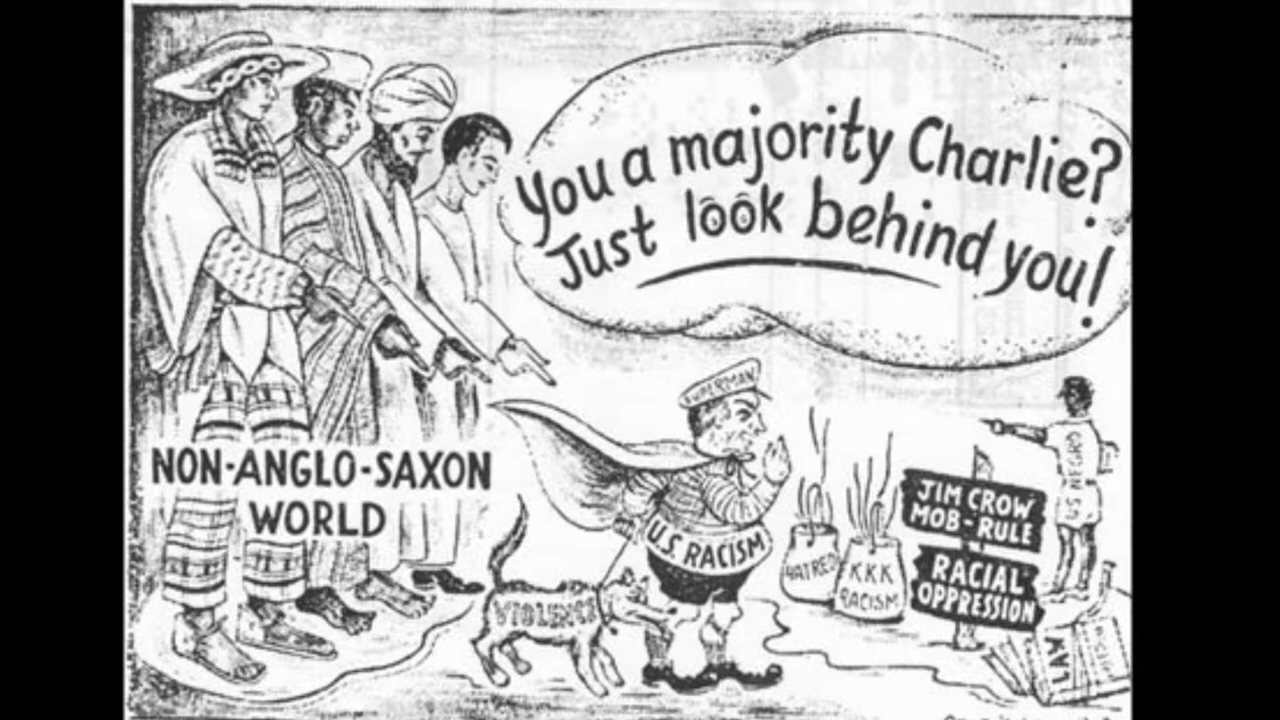 You a majority Charlie?
Just look behind you!
NON-ANGLO-SAXON
WORLD
SUPERMAN
U.S. RACISM
VIOLENCE
HATRED
KKK
RACISM
JIM CROW
MOB-RULE
RACIAL
OPPRESSION
U.S. NEGRO
LAW